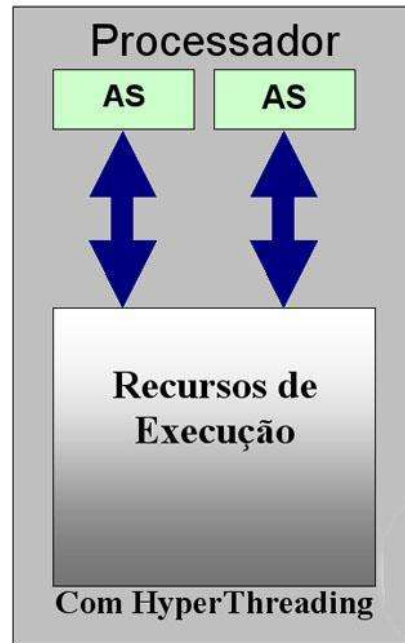 Processador
AS AS
Recursos de
Execução
Com HyperThreading